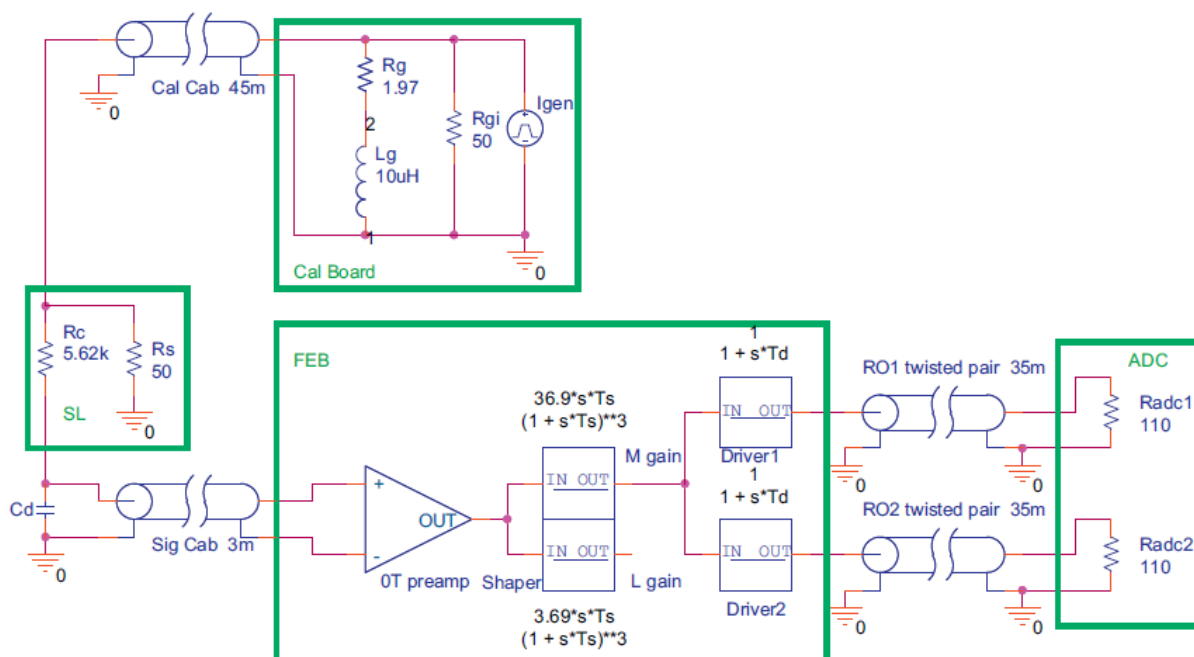 Cal Cab 45m
0
Rg
1.97
2
Lg
10uH
1
Rgi
50
Igen
0
Cal Board
Rc
5.62k
Rs
50
SL
0
Cd
0
Sig Cab 3m
FEB
OUT
+
-
0T preamp
36.9*s*Ts
(1 + s*Ts)**3
IN OUT
IN OUT
Shaper
3.69*s*Ts
(1 + s*Ts)**3
M gain
L gain
1
1 + s*Td
IN OUT
Driver1
1
1 + s*Td
IN OUT
Driver2
RO1 twisted pair 35m
0
0
RO2 twisted pair 35m
0
0
ADC
Radc1
110
Radc2
110